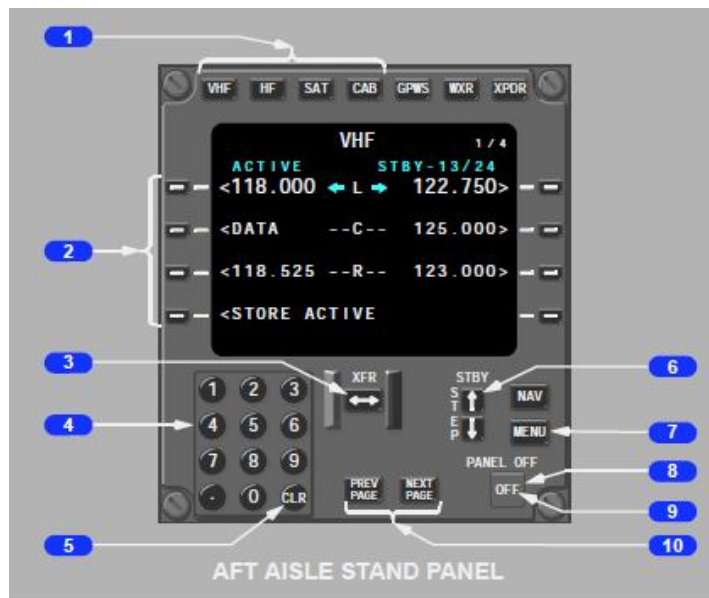 1
VHF HF SAT CAB GPWS WXR XPDR
VHF 1/4
ACTIVE STBY-13/24
<118.000 ← L → 122.750>
2
<DATA --C-- 125.000>
<118.525 --R-- 123.000>
<STORE ACTIVE
3
XFR
STBY
6
ST
EP
NAV
4
1 2 3
4 5 6
7 8 9
. 0 CLR
MENU
7
PANEL OFF
8
OFF
9
PREV
PAGE
NEXT
PAGE
5
10
AFT AISLE STAND PANEL